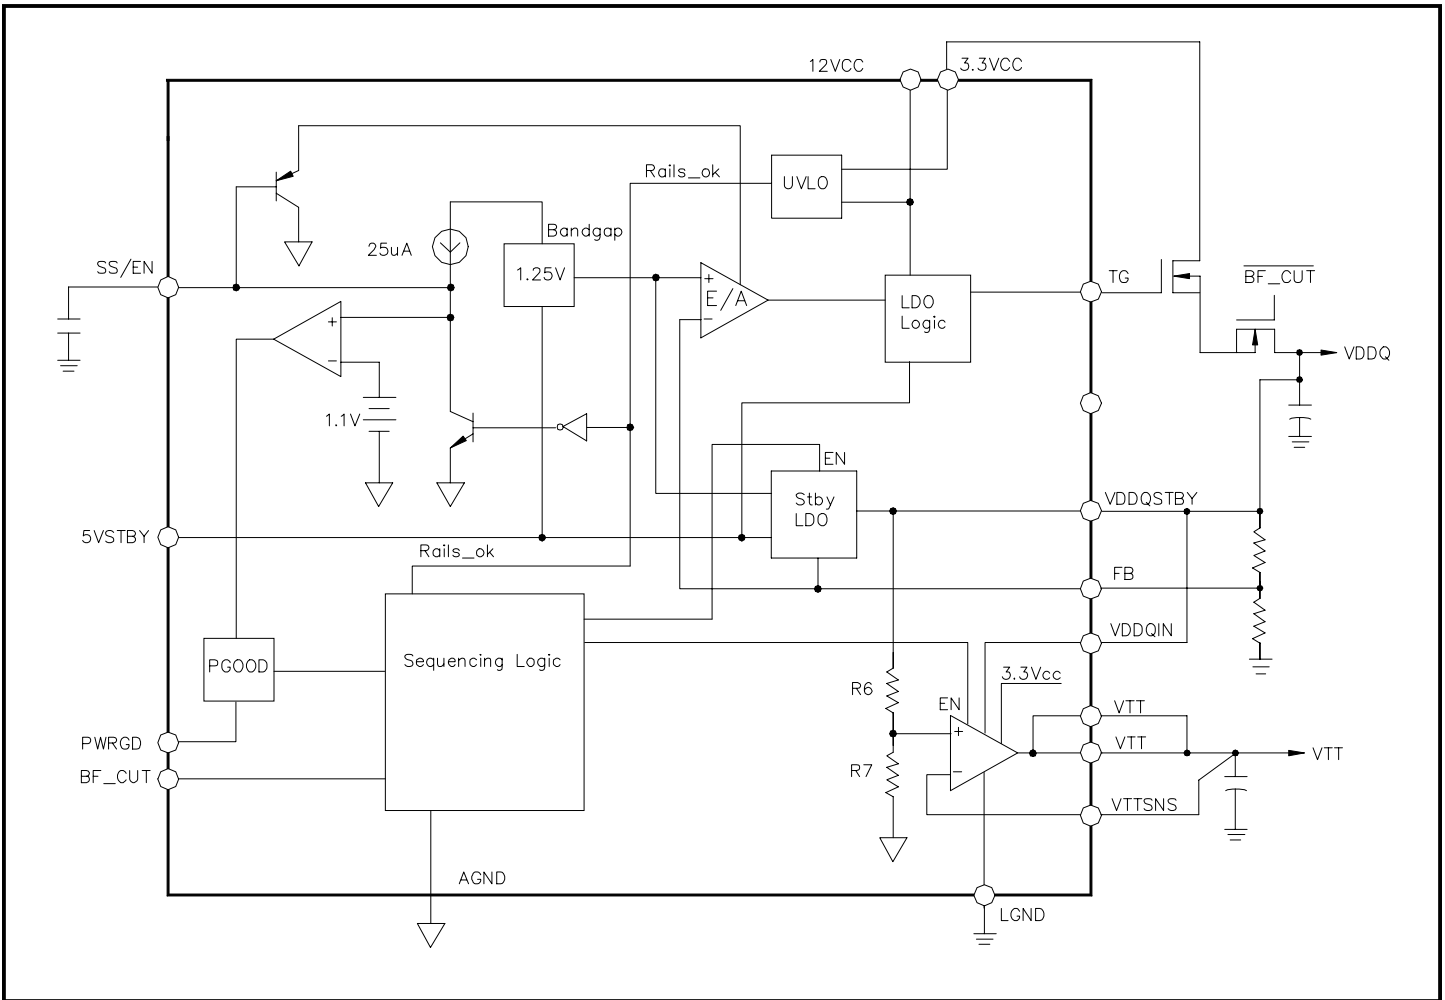 12VCC
3.3VCC
Rails_ok
UVLO
Bandgap
25uA
1.25V
SS/EN
+
E/A
−
LDO
Logic
TG
BF_CUT
VDDQ
+
−
1.1V
EN
Stby
LDO
VDDQSTBY
5VSTBY
Rails_ok
FB
VDDQIN
Sequencing Logic
PGOOD
R6
3.3Vcc
EN
+
−
VTT
VTT
VTT
R7
PWRGD
BF_CUT
VTTSNS
AGND
LGND